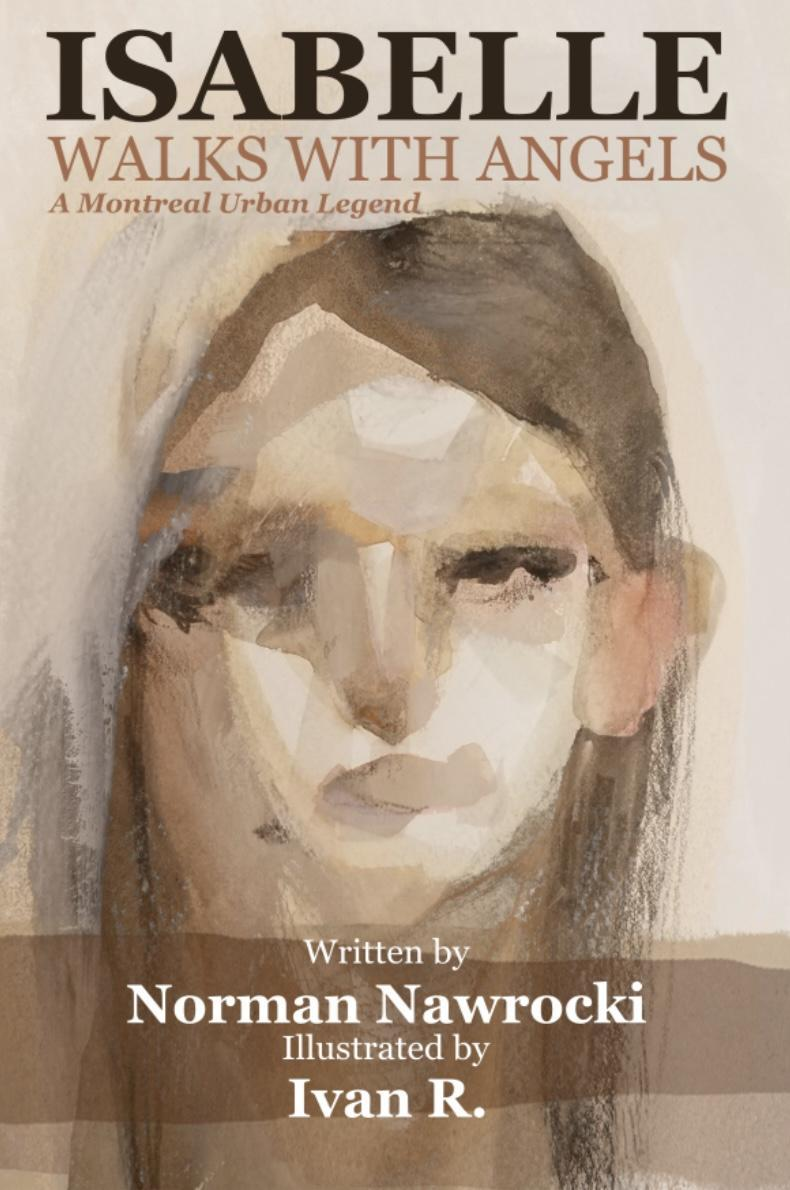 ISABELLE
WALKS WITH ANGELS
A Montreal Urban Legend
Written by
Norman Nawrocki
Illustrated by
Ivan R.